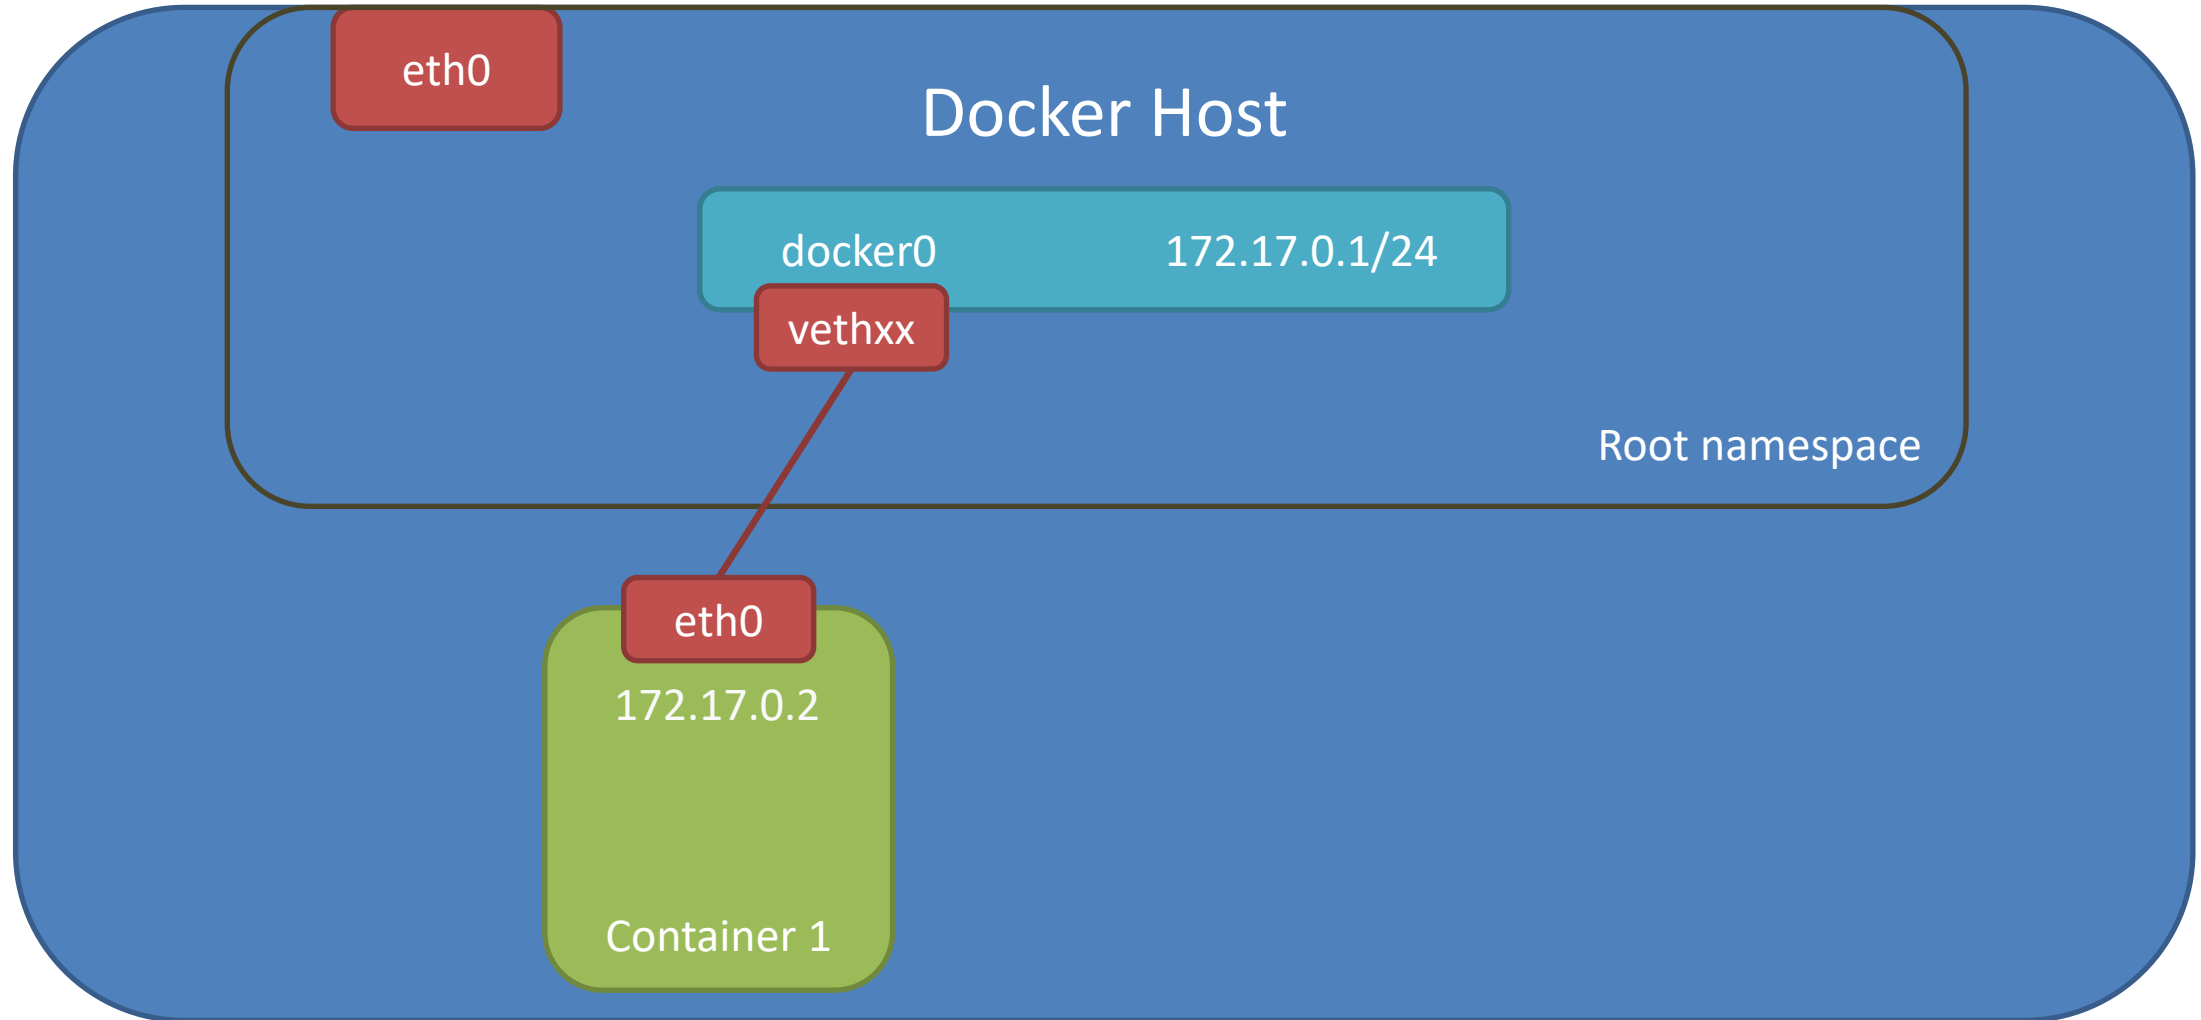 eth0
Docker Host
docker0 172.17.0.1/24
vethxx
Root namespace
eth0
172.17.0.2
Container 1